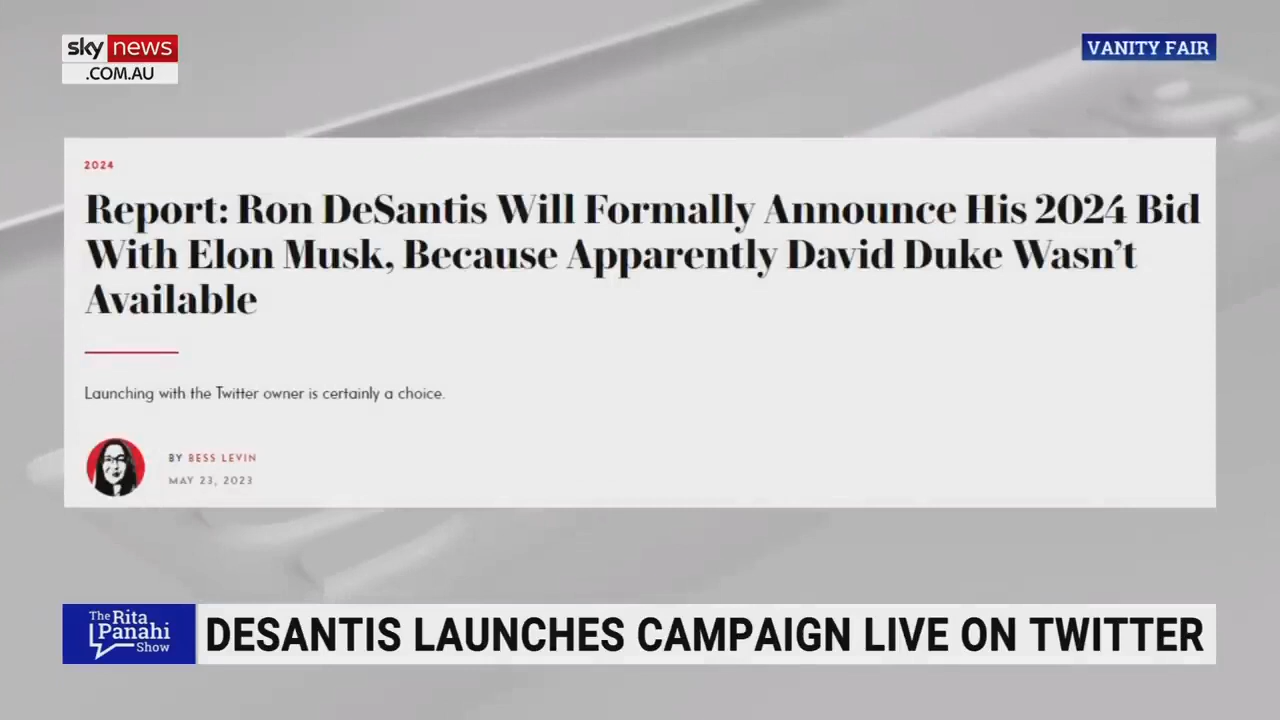 sky news
.COM.AU
VANITY FAIR
2024
Report: Ron DeSantis Will Formally Announce His 2024 Bid
With Elon Musk, Because Apparently David Duke Wasn't
Available
Launching with the Twitter owner is certainly a choice.
BY BESS LEVIN
MAY 23, 2023
The Rita
Panahi
Show
DESANTIS LAUNCHES CAMPAIGN LIVE ON TWITTER